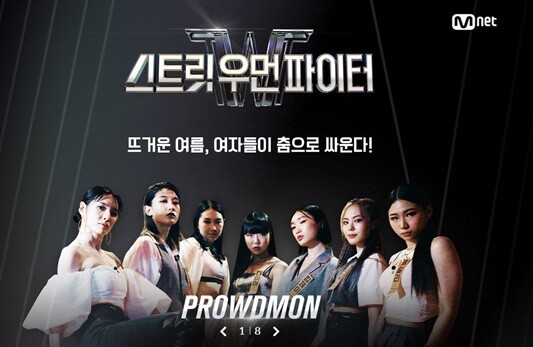 Mnet
스트릿 우먼 파이터
뜨거운 여름, 여자들이 춤으로 싸운다!
PROWDMON
< 1|8 >